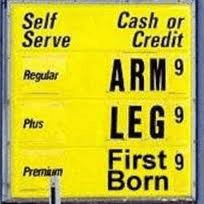 Self Cash or
Serve Credit
Regular ARM 9
Plus LEG 9
Premium First 9
Born